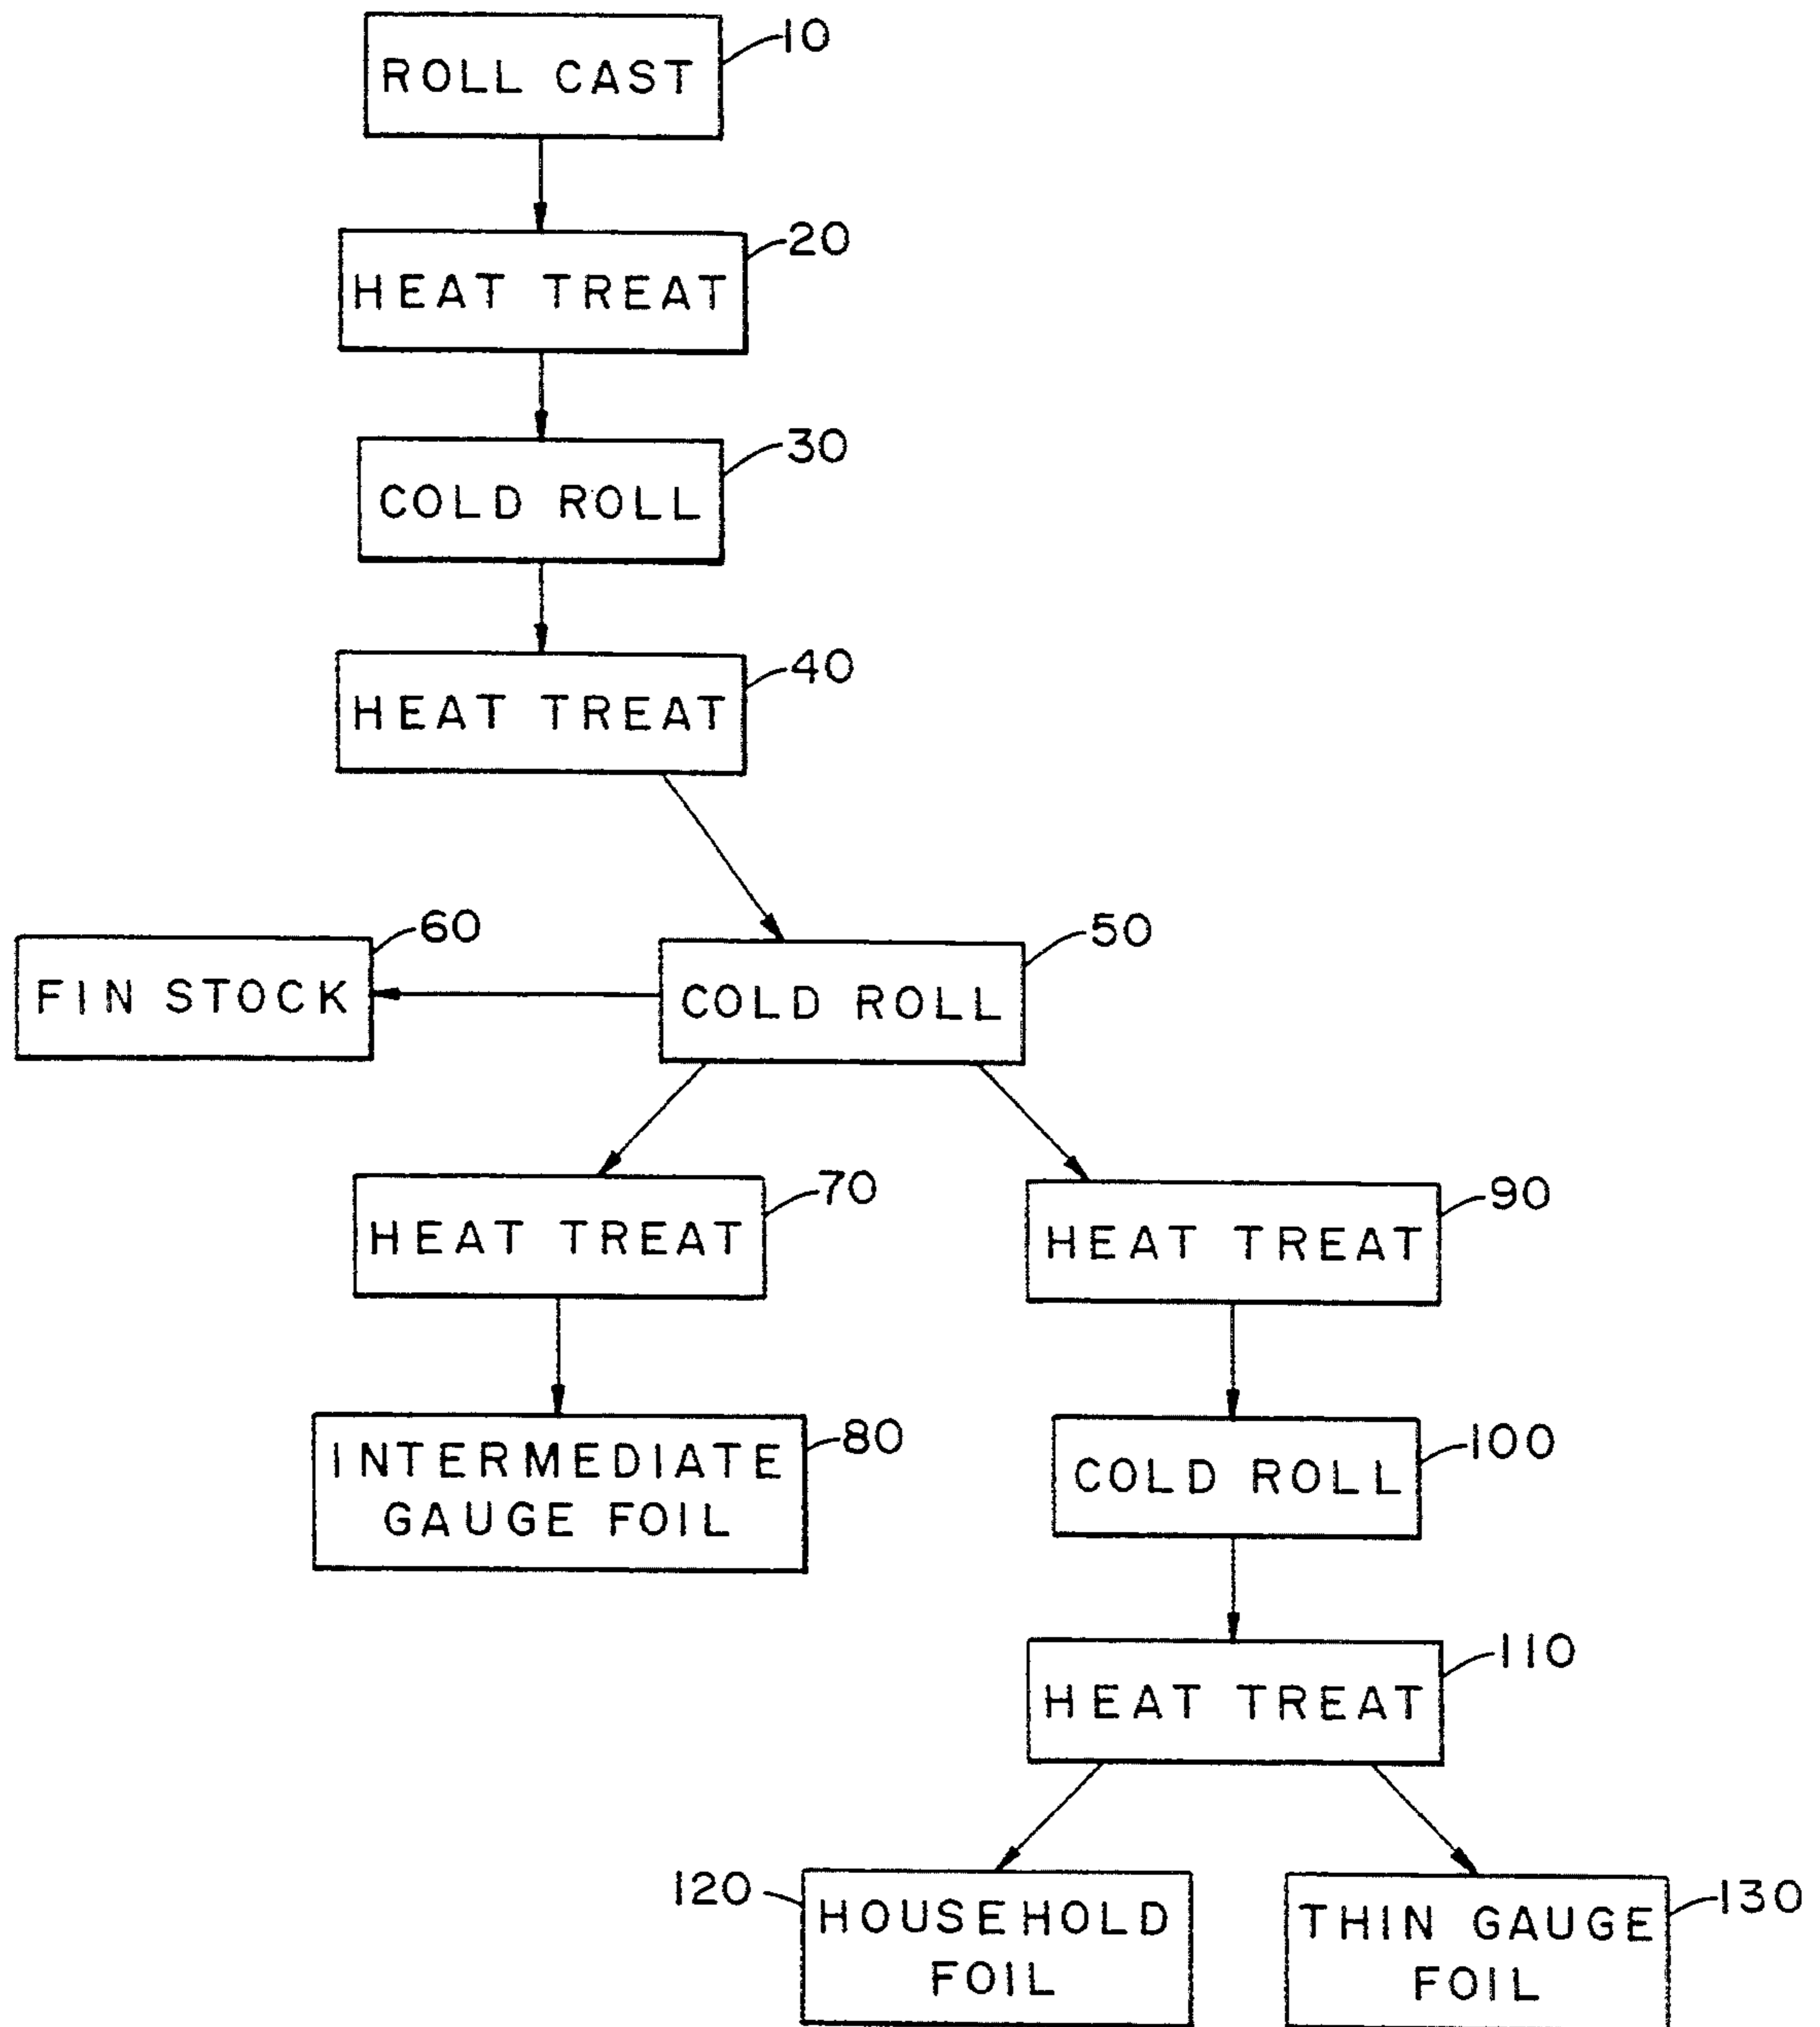 10
ROLL CAST
20
HEAT TREAT
30
COLD ROLL
40
HEAT TREAT
60
50
FIN STOCK
COLD ROLL
70
90
HEAT TREAT
HEAT TREAT
80
100
INTERMEDIATE
GAUGE FOIL
COLD ROLL
110
HEAT TREAT
120
130
HOUSEHOLD
FOIL
THIN GAUGE
FOIL